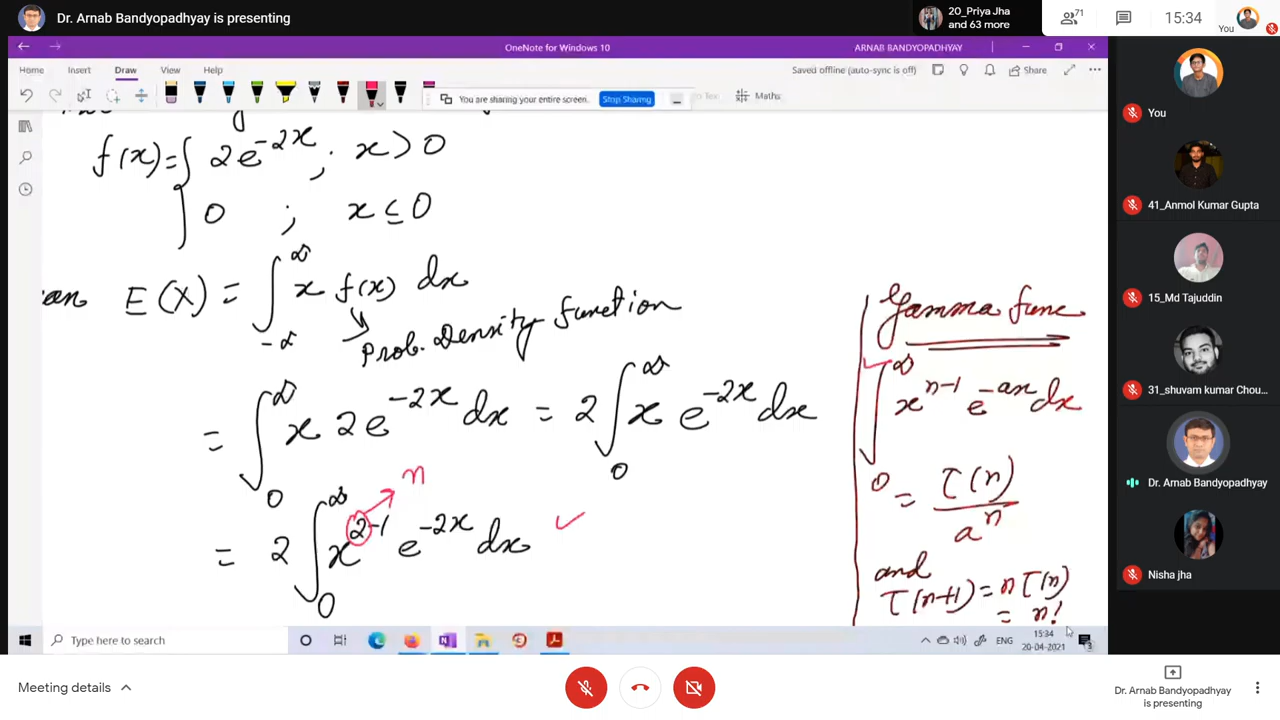 Dr. Arnab Bandyopadhyay is presenting
20_Priya Jha
and 63 more
71
15:34
You
OneNote for Windows 10
ARNAB BANDYOPADHYAY
Home Insert Draw View Help
Saved offline (auto-sync is off)
Share
You are sharing your entire screen. Stop Sharing
Maths
f(x) = { 2e^{-2x} ; x > 0
0 ; x ≤ 0
E(X) = ∫_{-∞}^{∞} x f(x) dx
Prob. Density Function
= ∫_0^∞ x 2e^{-2x} dx = 2 ∫_0^∞ x e^{-2x} dx
n
= 2 ∫_0^∞ x^{2-1} e^{-2x} dx ✓
Gamma func
∫_0^∞ x^{n-1} e^{-ax} dx
= Γ(n) / a^n
and
Γ(n+1) = n Γ(n)
= n!
You
41_Anmol Kumar Gupta
15_Md Tajuddin
31_shuvam kumar Chou...
Dr. Arnab Bandyopadhyay
Nisha jha
Type here to search
ENG
15:34
20-04-2021
3
Meeting details
Dr. Arnab Bandyopadhyay
is presenting